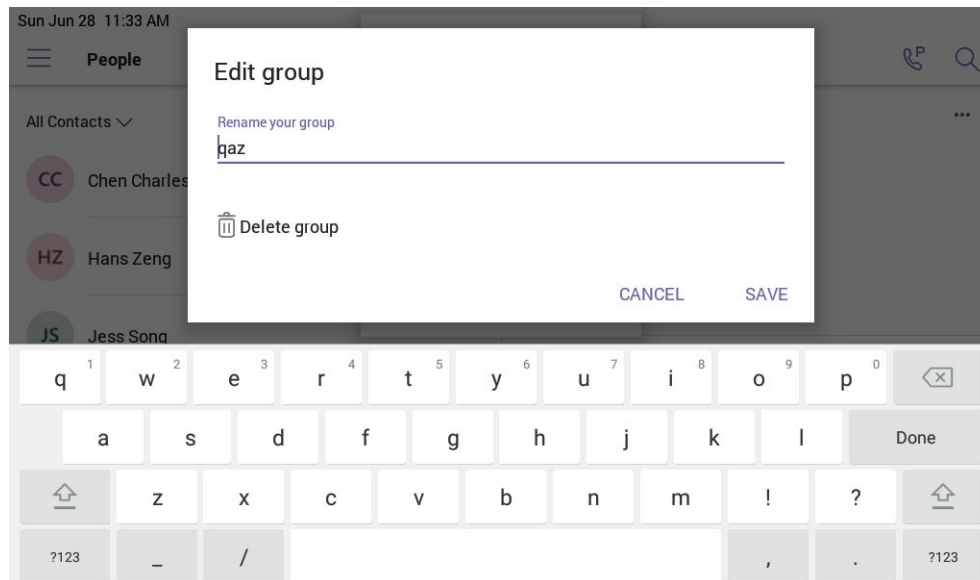 Sun Jun 28 11:33 AM
People
P
All Contacts
CC Chen Charles
HZ Hans Zeng
JS Jess Song
Edit group
Rename your group
qaz
Delete group
CANCEL SAVE
q 1 w 2 e 3 r 4 t 5 y 6 u 7 i 8 o 9 p 0
a s d f g h j k l Done
z x c v b n m ! ?
?123 _ / , . ?123